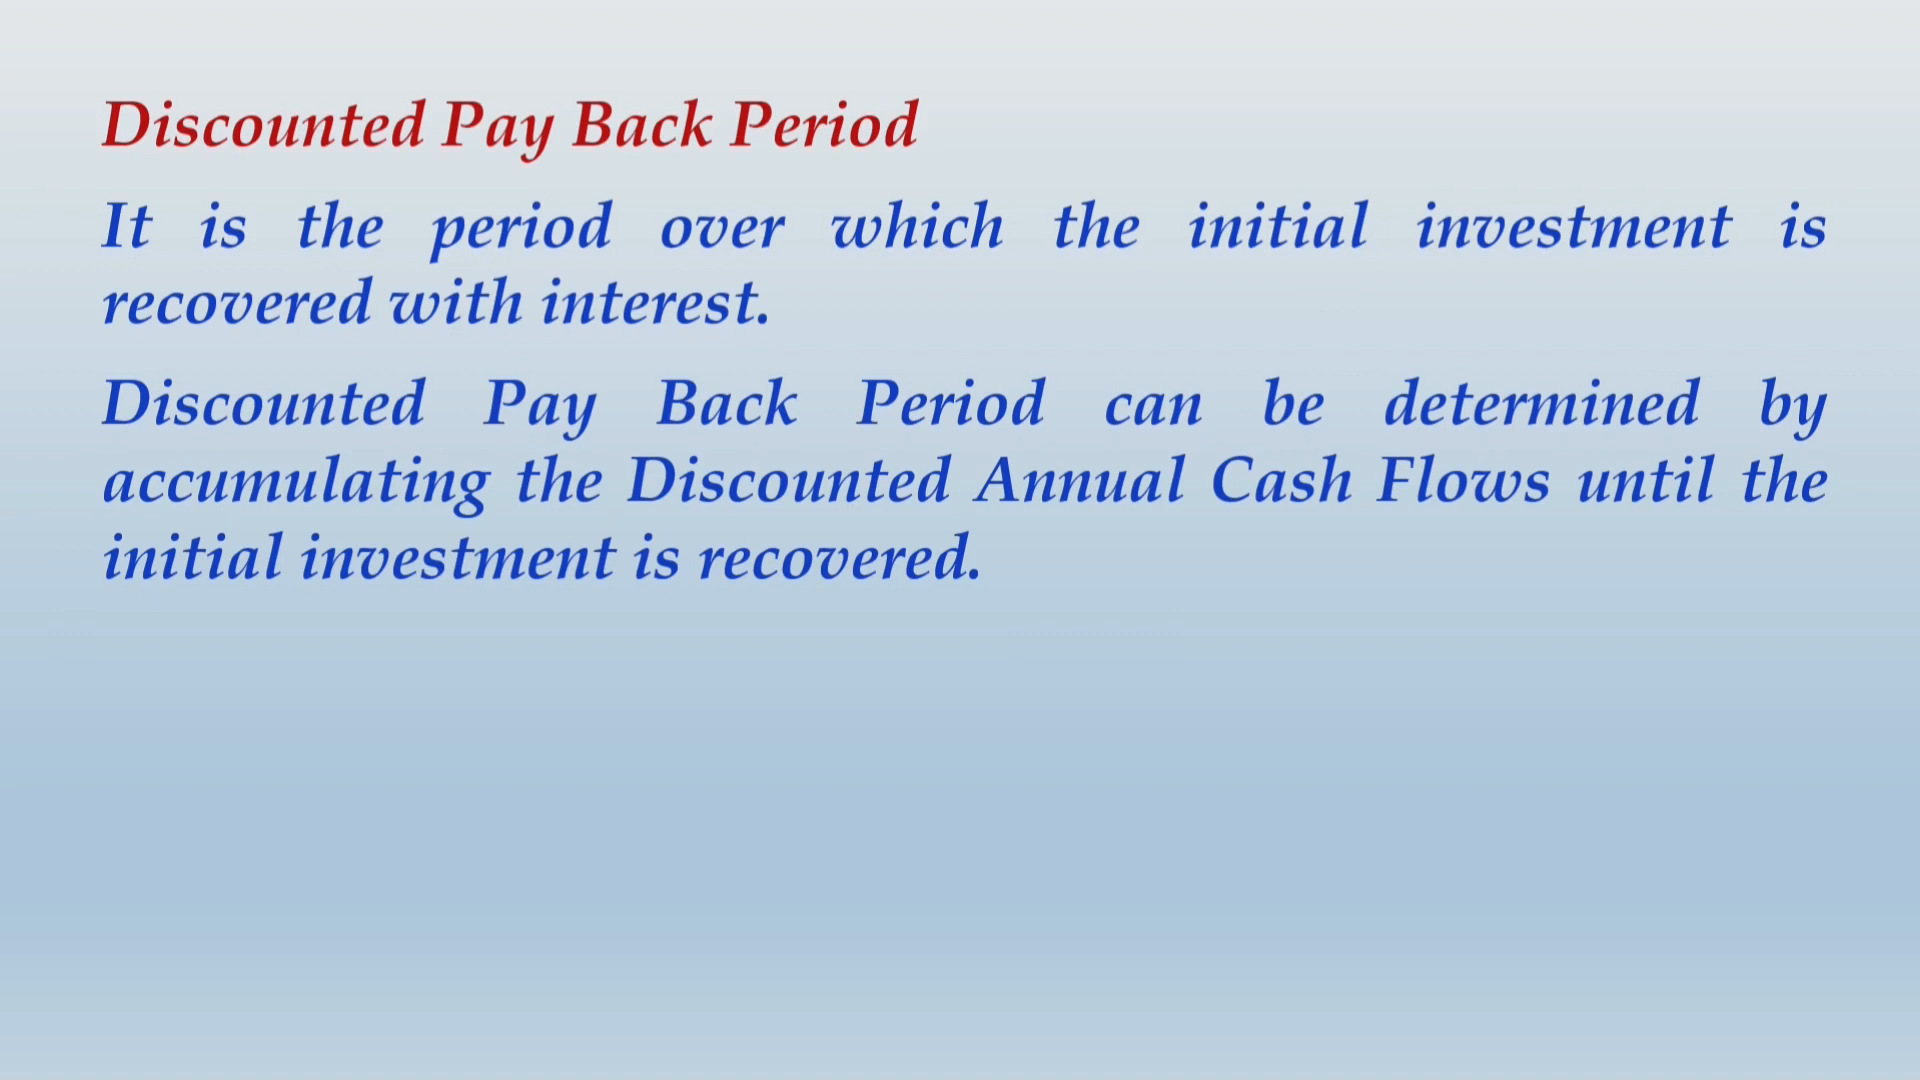 Discounted Pay Back Period
It is the period over which the initial investment is
recovered with interest.
Discounted Pay Back Period can be determined by
accumulating the Discounted Annual Cash Flows until the
initial investment is recovered.